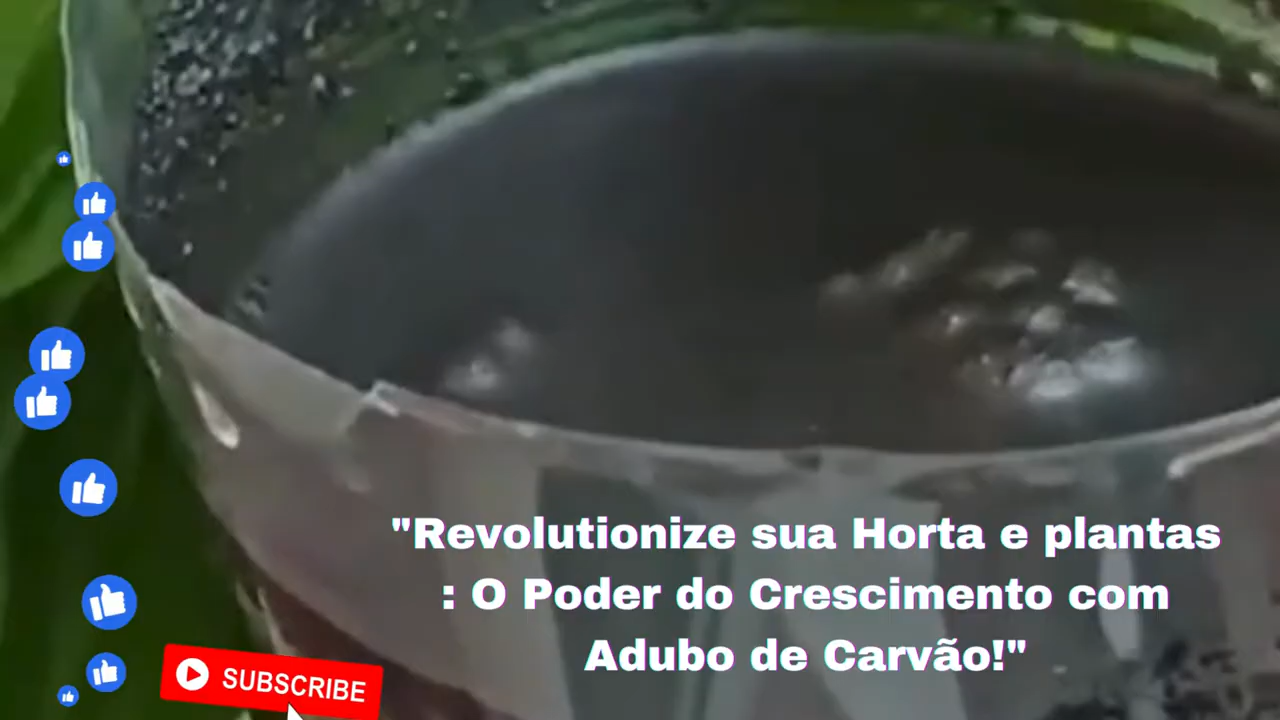 "Revolutionize sua Horta e plantas
: O Poder do Crescimento com
Adubo de Carvão!"
SUBSCRIBE